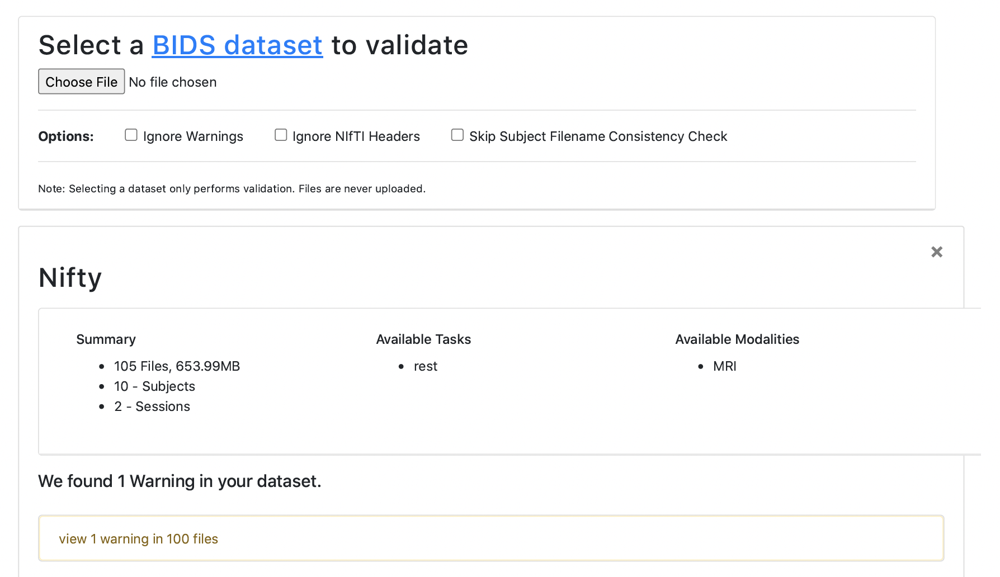 Select a BIDS dataset to validate
Choose File No file chosen
Options: Ignore Warnings Ignore NIfTI Headers Skip Subject Filename Consistency Check
Note: Selecting a dataset only performs validation. Files are never uploaded.
Nifty
Summary
105 Files, 653.99MB
10 - Subjects
2 - Sessions
Available Tasks
rest
Available Modalities
MRI
We found 1 Warning in your dataset.
view 1 warning in 100 files